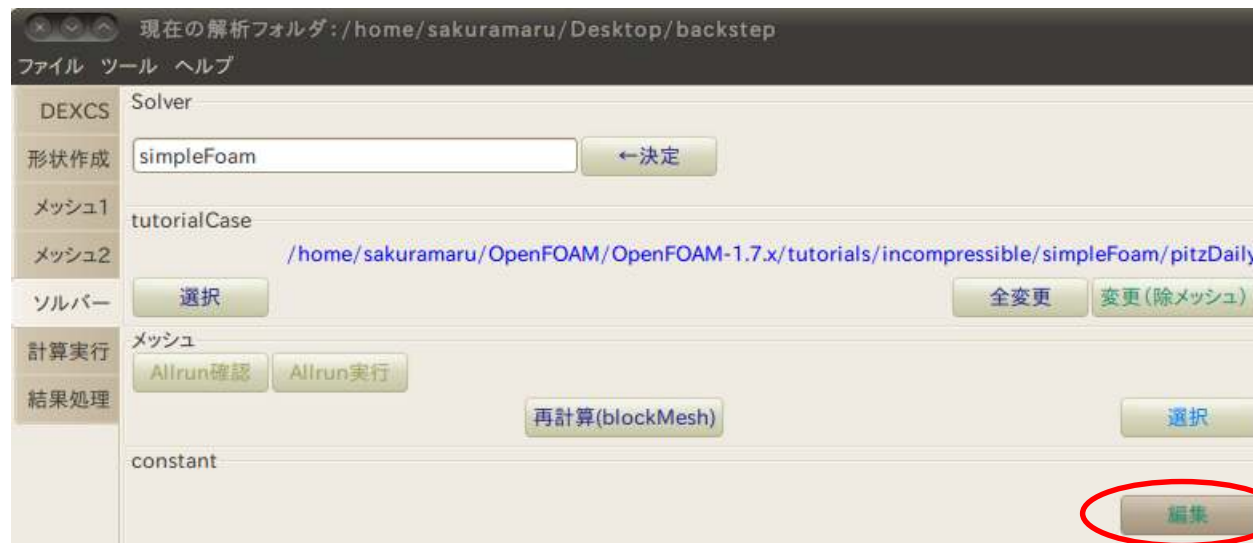 現在の解析フォルダ:/home/sakuramaru/Desktop/backstep
ファイル ツール ヘルプ
DEXCS
形状作成
メッシュ1
メッシュ2
ソルバー
計算実行
結果処理
Solver
simpleFoam ←決定
tutorialCase
/home/sakuramaru/OpenFOAM/OpenFOAM-1.7.x/tutorials/incompressible/simpleFoam/pitzDaily
選択 全変更 変更(除メッシュ)
メッシュ
Allrun確認 Allrun実行
再計算(blockMesh) 選択
constant
編集